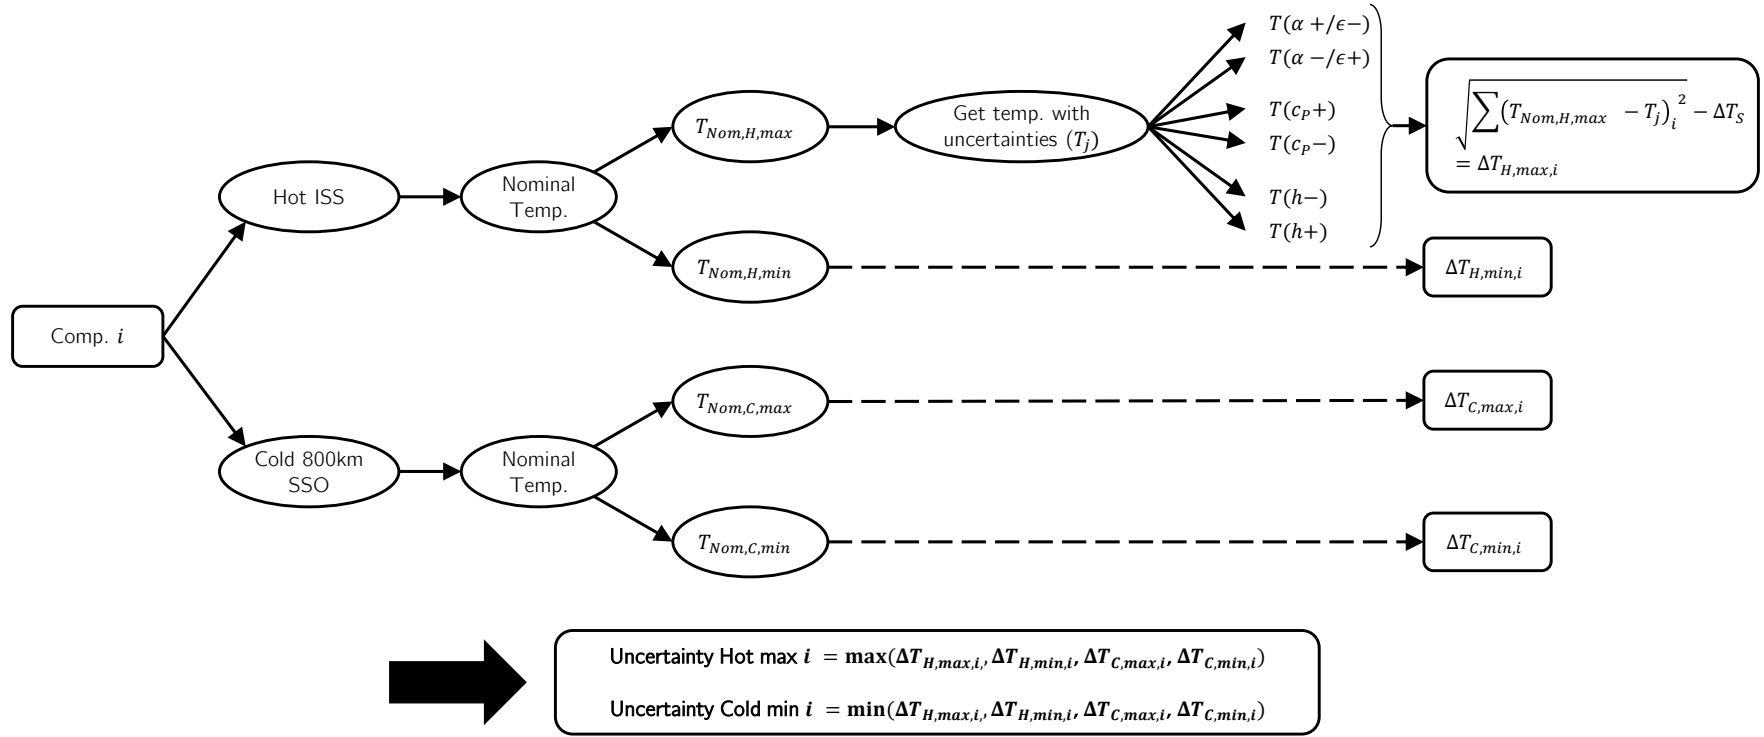 Comp. i
Hot ISS
Nominal
Temp.
T_{Nom,H,max}
Get temp. with
uncertainties (T_j)
T(α +/ϵ−)
T(α −/ϵ+)
T(c_P+)
T(c_P−)
T(h−)
T(h+)
√∑(T_{Nom,H,max} − T_j)_i^2 − ΔT_S
= ΔT_{H,max,i}
T_{Nom,H,min}
ΔT_{H,min,i}
Cold 800km
SSO
Nominal
Temp.
T_{Nom,C,max}
ΔT_{C,max,i}
T_{Nom,C,min}
ΔT_{C,min,i}
Uncertainty Hot max i = max(ΔT_{H,max,i,}, ΔT_{H,min,i}, ΔT_{C,max,i}, ΔT_{C,min,i})
Uncertainty Cold min i = min(ΔT_{H,max,i,}, ΔT_{H,min,i}, ΔT_{C,max,i}, ΔT_{C,min,i})